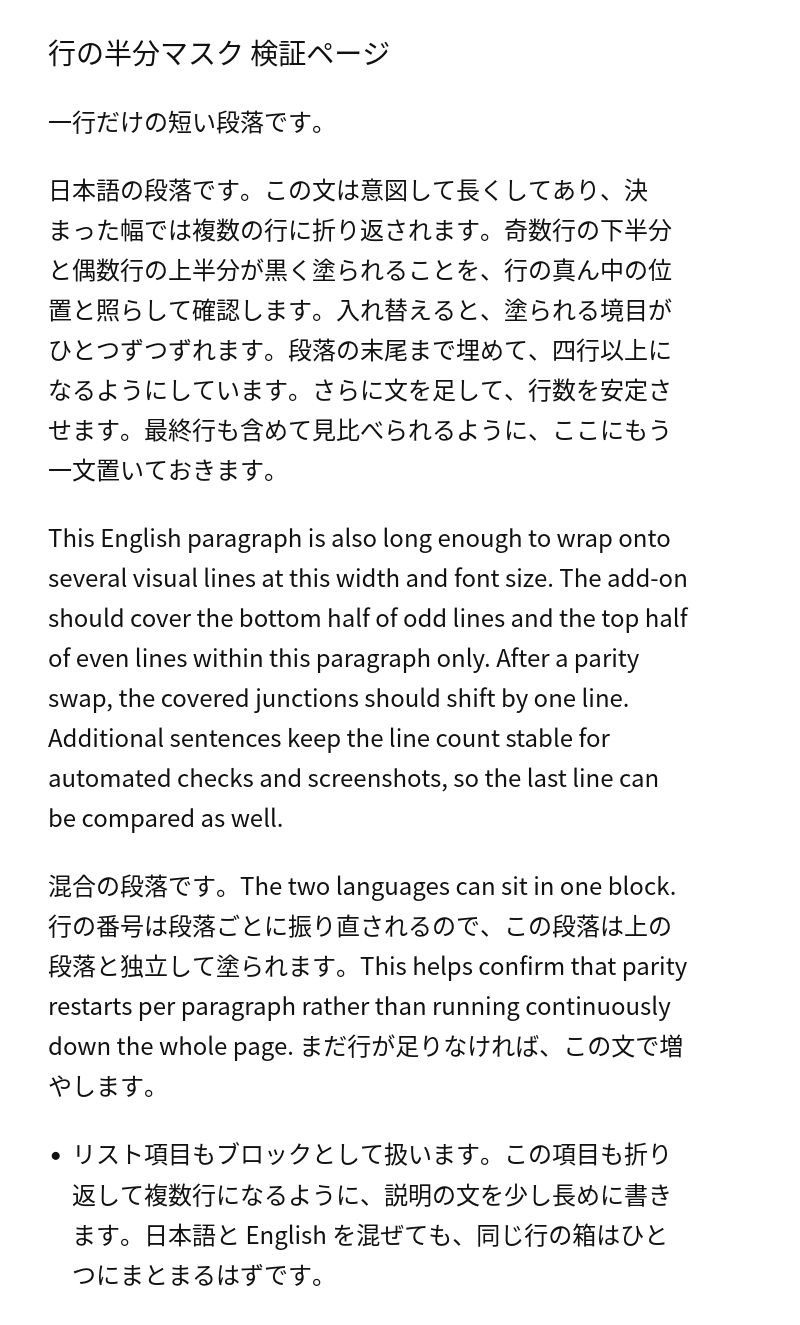 行の半分マスク 検証ページ
一行だけの短い段落です。
日本語の段落です。この文は意図して長くしてあり、決
まった幅では複数の行に折り返されます。奇数行の下半分
と偶数行の上半分が黒く塗られることを、行の真ん中の位
置と照らして確認します。入れ替えると、塗られる境目が
ひとつずつずれます。段落の末尾まで埋めて、四行以上に
なるようにしています。さらに文を足して、行数を安定さ
せます。最終行も含めて見比べられるように、ここにもう
一文置いておきます。
This English paragraph is also long enough to wrap onto
several visual lines at this width and font size. The add-on
should cover the bottom half of odd lines and the top half
of even lines within this paragraph only. After a parity
swap, the covered junctions should shift by one line.
Additional sentences keep the line count stable for
automated checks and screenshots, so the last line can
be compared as well.
混合の段落です。The two languages can sit in one block.
行の番号は段落ごとに振り直されるので、この段落は上の
段落と独立して塗られます。This helps confirm that parity
restarts per paragraph rather than running continuously
down the whole page. まだ行が足りなければ、この文で増
やします。
• リスト項目もブロックとして扱います。この項目も折り
返して複数行になるように、説明の文を少し長めに書き
ます。日本語と English を混ぜても、同じ行の箱はひと
つにまとまるはずです。